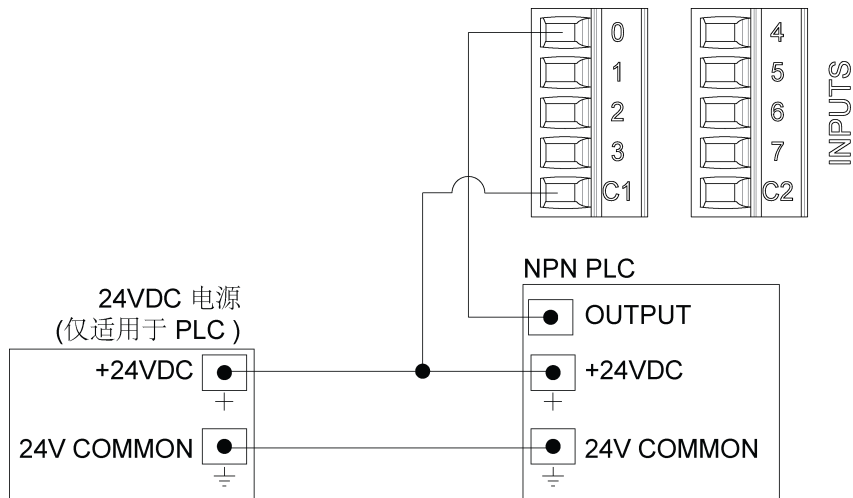 0
1
2
3
C1
4
5
6
7
C2
INPUTS
24VDC 电源
(仅适用于 PLC )
+24VDC
24V COMMON
NPN PLC
OUTPUT
+24VDC
24V COMMON